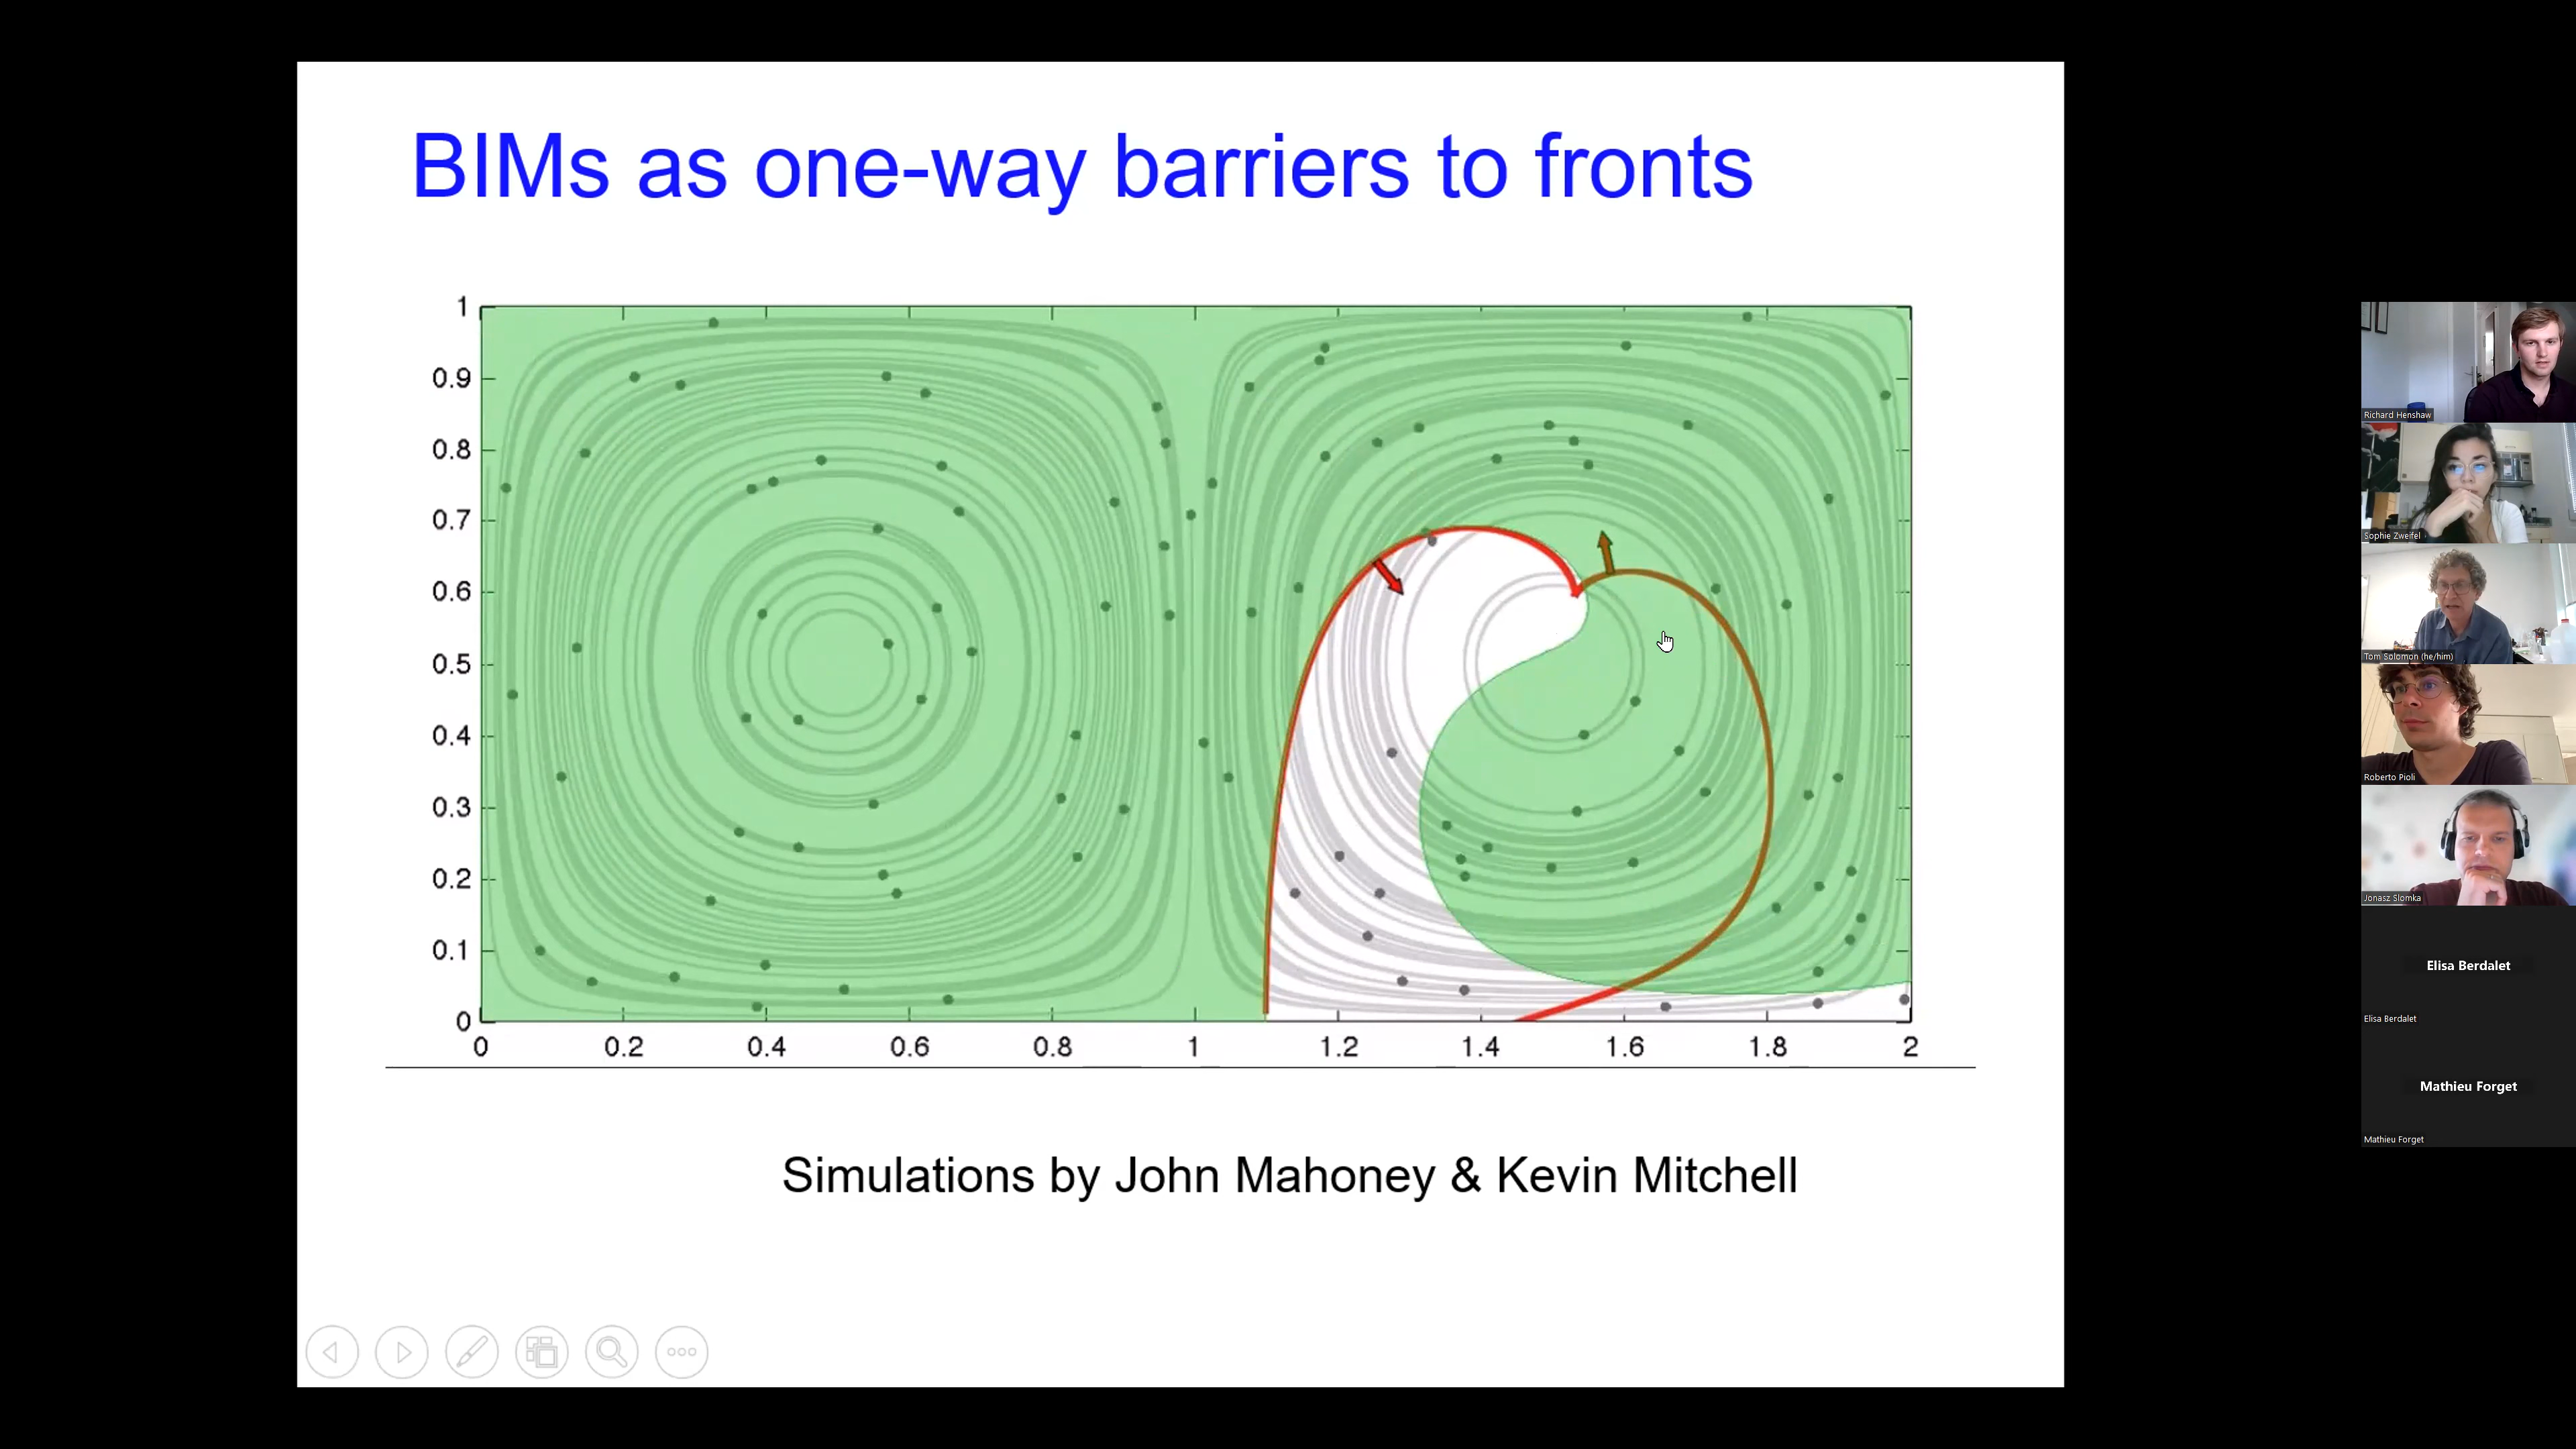 BIMs as one-way barriers to fronts
1
0.9
0.8
0.7
0.6
0.5
0.4
0.3
0.2
0.1
0
0 0.2 0.4 0.6 0.8 1 1.2 1.4 1.6 1.8 2
Simulations by John Mahoney & Kevin Mitchell
Richard Henshaw
Sophie Zweifel
Tom Solomon (he/him)
Roberto Pioli
Jonasz Slomka
Elisa Berdalet
Elisa Berdalet
Mathieu Forget
Mathieu Forget